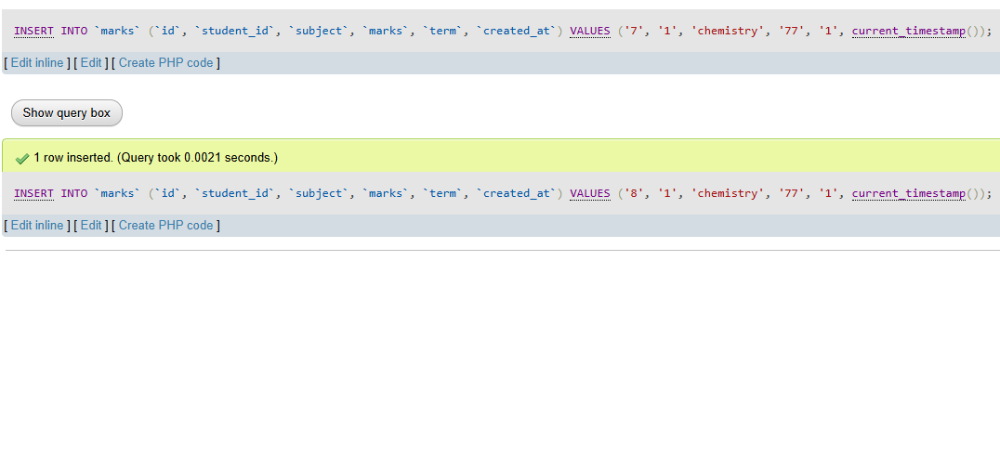 INSERT INTO `marks` (`id`, `student_id`, `subject`, `marks`, `term`, `created_at`) VALUES ('7', '1', 'chemistry', '77', '1', current_timestamp());
[ Edit inline ] [ Edit ] [ Create PHP code ]
Show query box
1 row inserted. (Query took 0.0021 seconds.)
INSERT INTO `marks` (`id`, `student_id`, `subject`, `marks`, `term`, `created_at`) VALUES ('8', '1', 'chemistry', '77', '1', current_timestamp());
[ Edit inline ] [ Edit ] [ Create PHP code ]